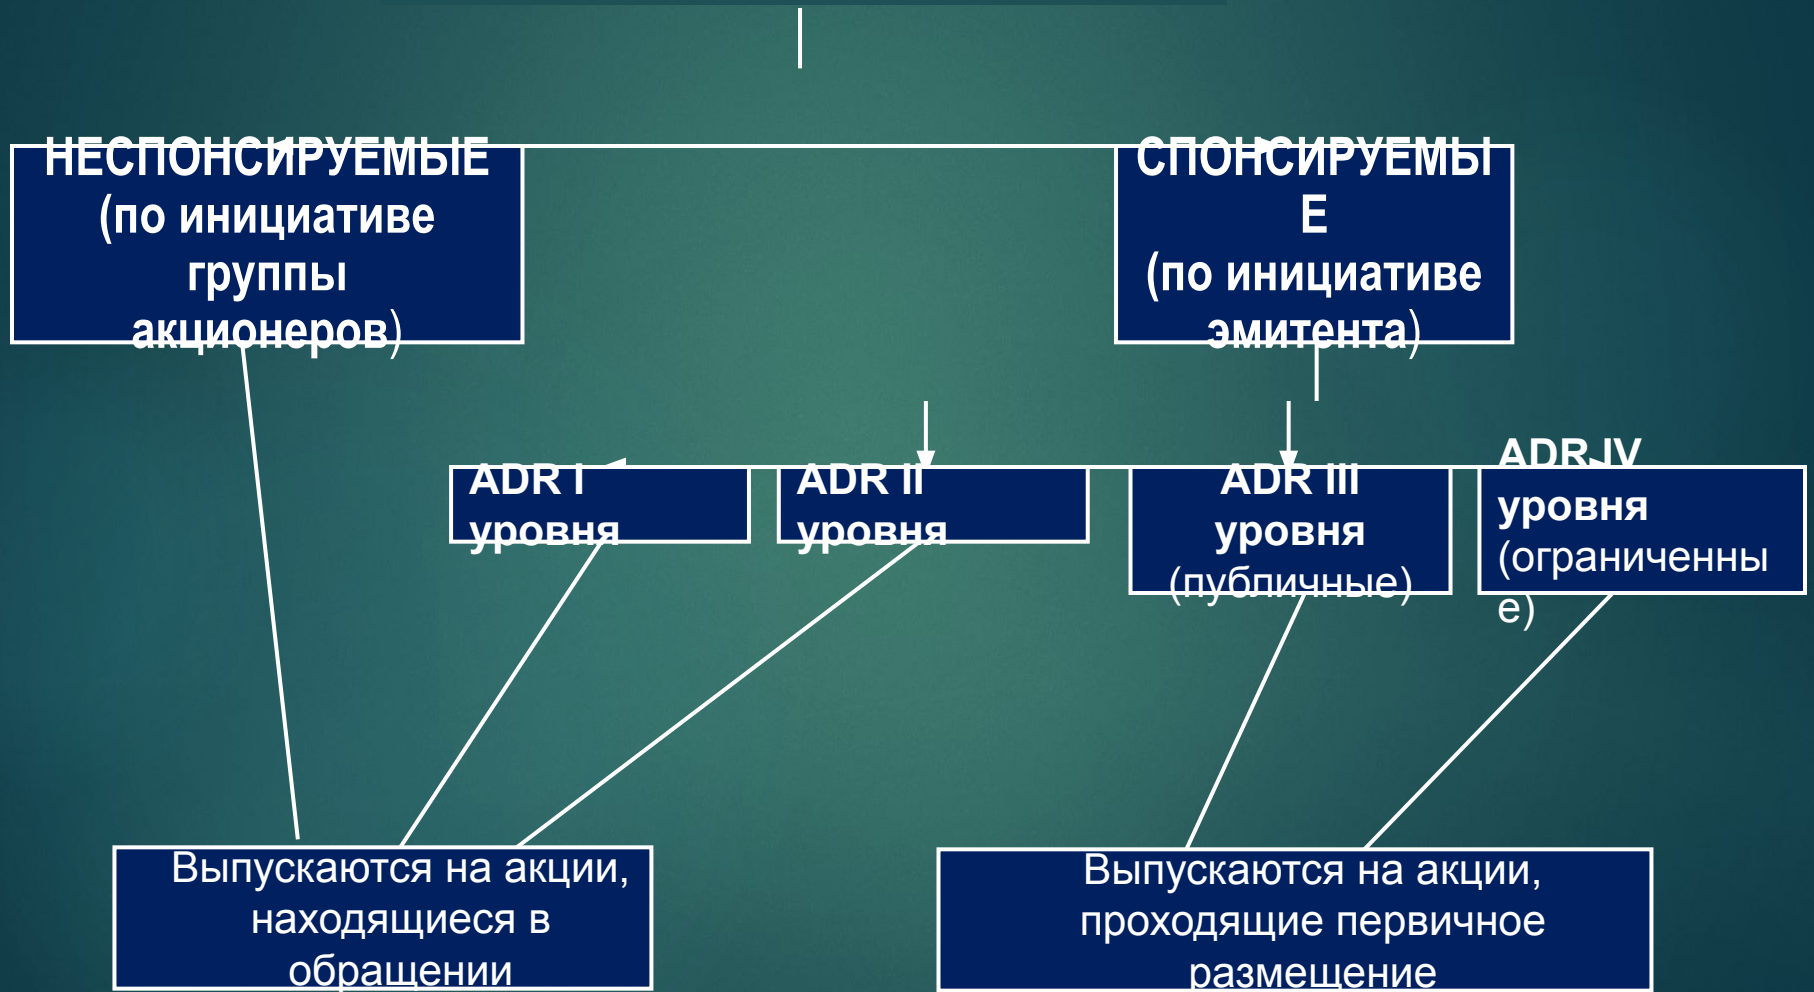 НЕСПОНСИРУЕМЫЕ
(по инициативе
группы
акционеров)
СПОНСИРУЕМЫ
Е
(по инициативе
эмитента)
ADR I
уровня
ADR II
уровня
ADR III
уровня
(публичные)
ADR IV
уровня
(ограниченны
е)
Выпускаются на акции,
находящиеся в
обращении
Выпускаются на акции,
проходящие первичное
размещение